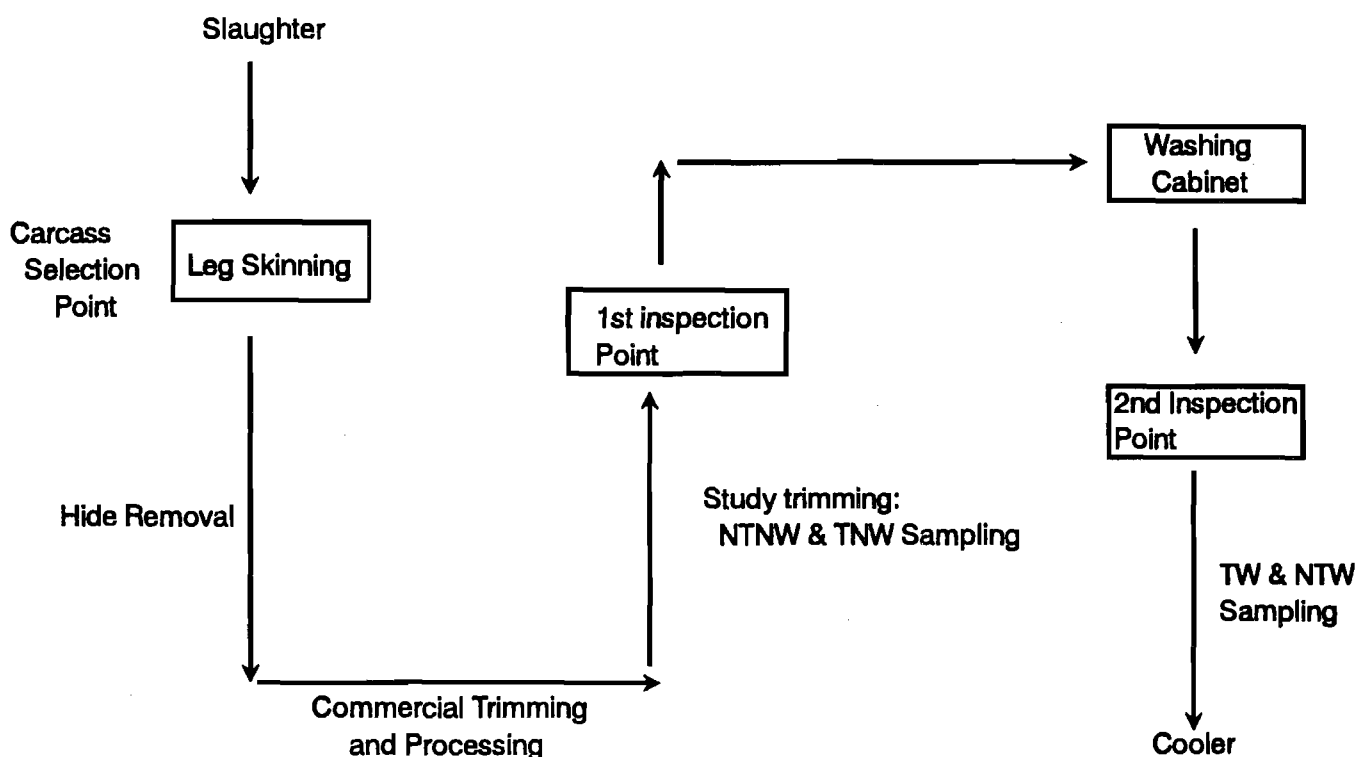 Slaughter
Carcass
Selection
Point
Leg Skinning
Hide Removal
Commercial Trimming
and Processing
1st inspection
Point
Study trimming:
NTNW & TNW Sampling
Washing
Cabinet
2nd Inspection
Point
TW & NTW
Sampling
Cooler